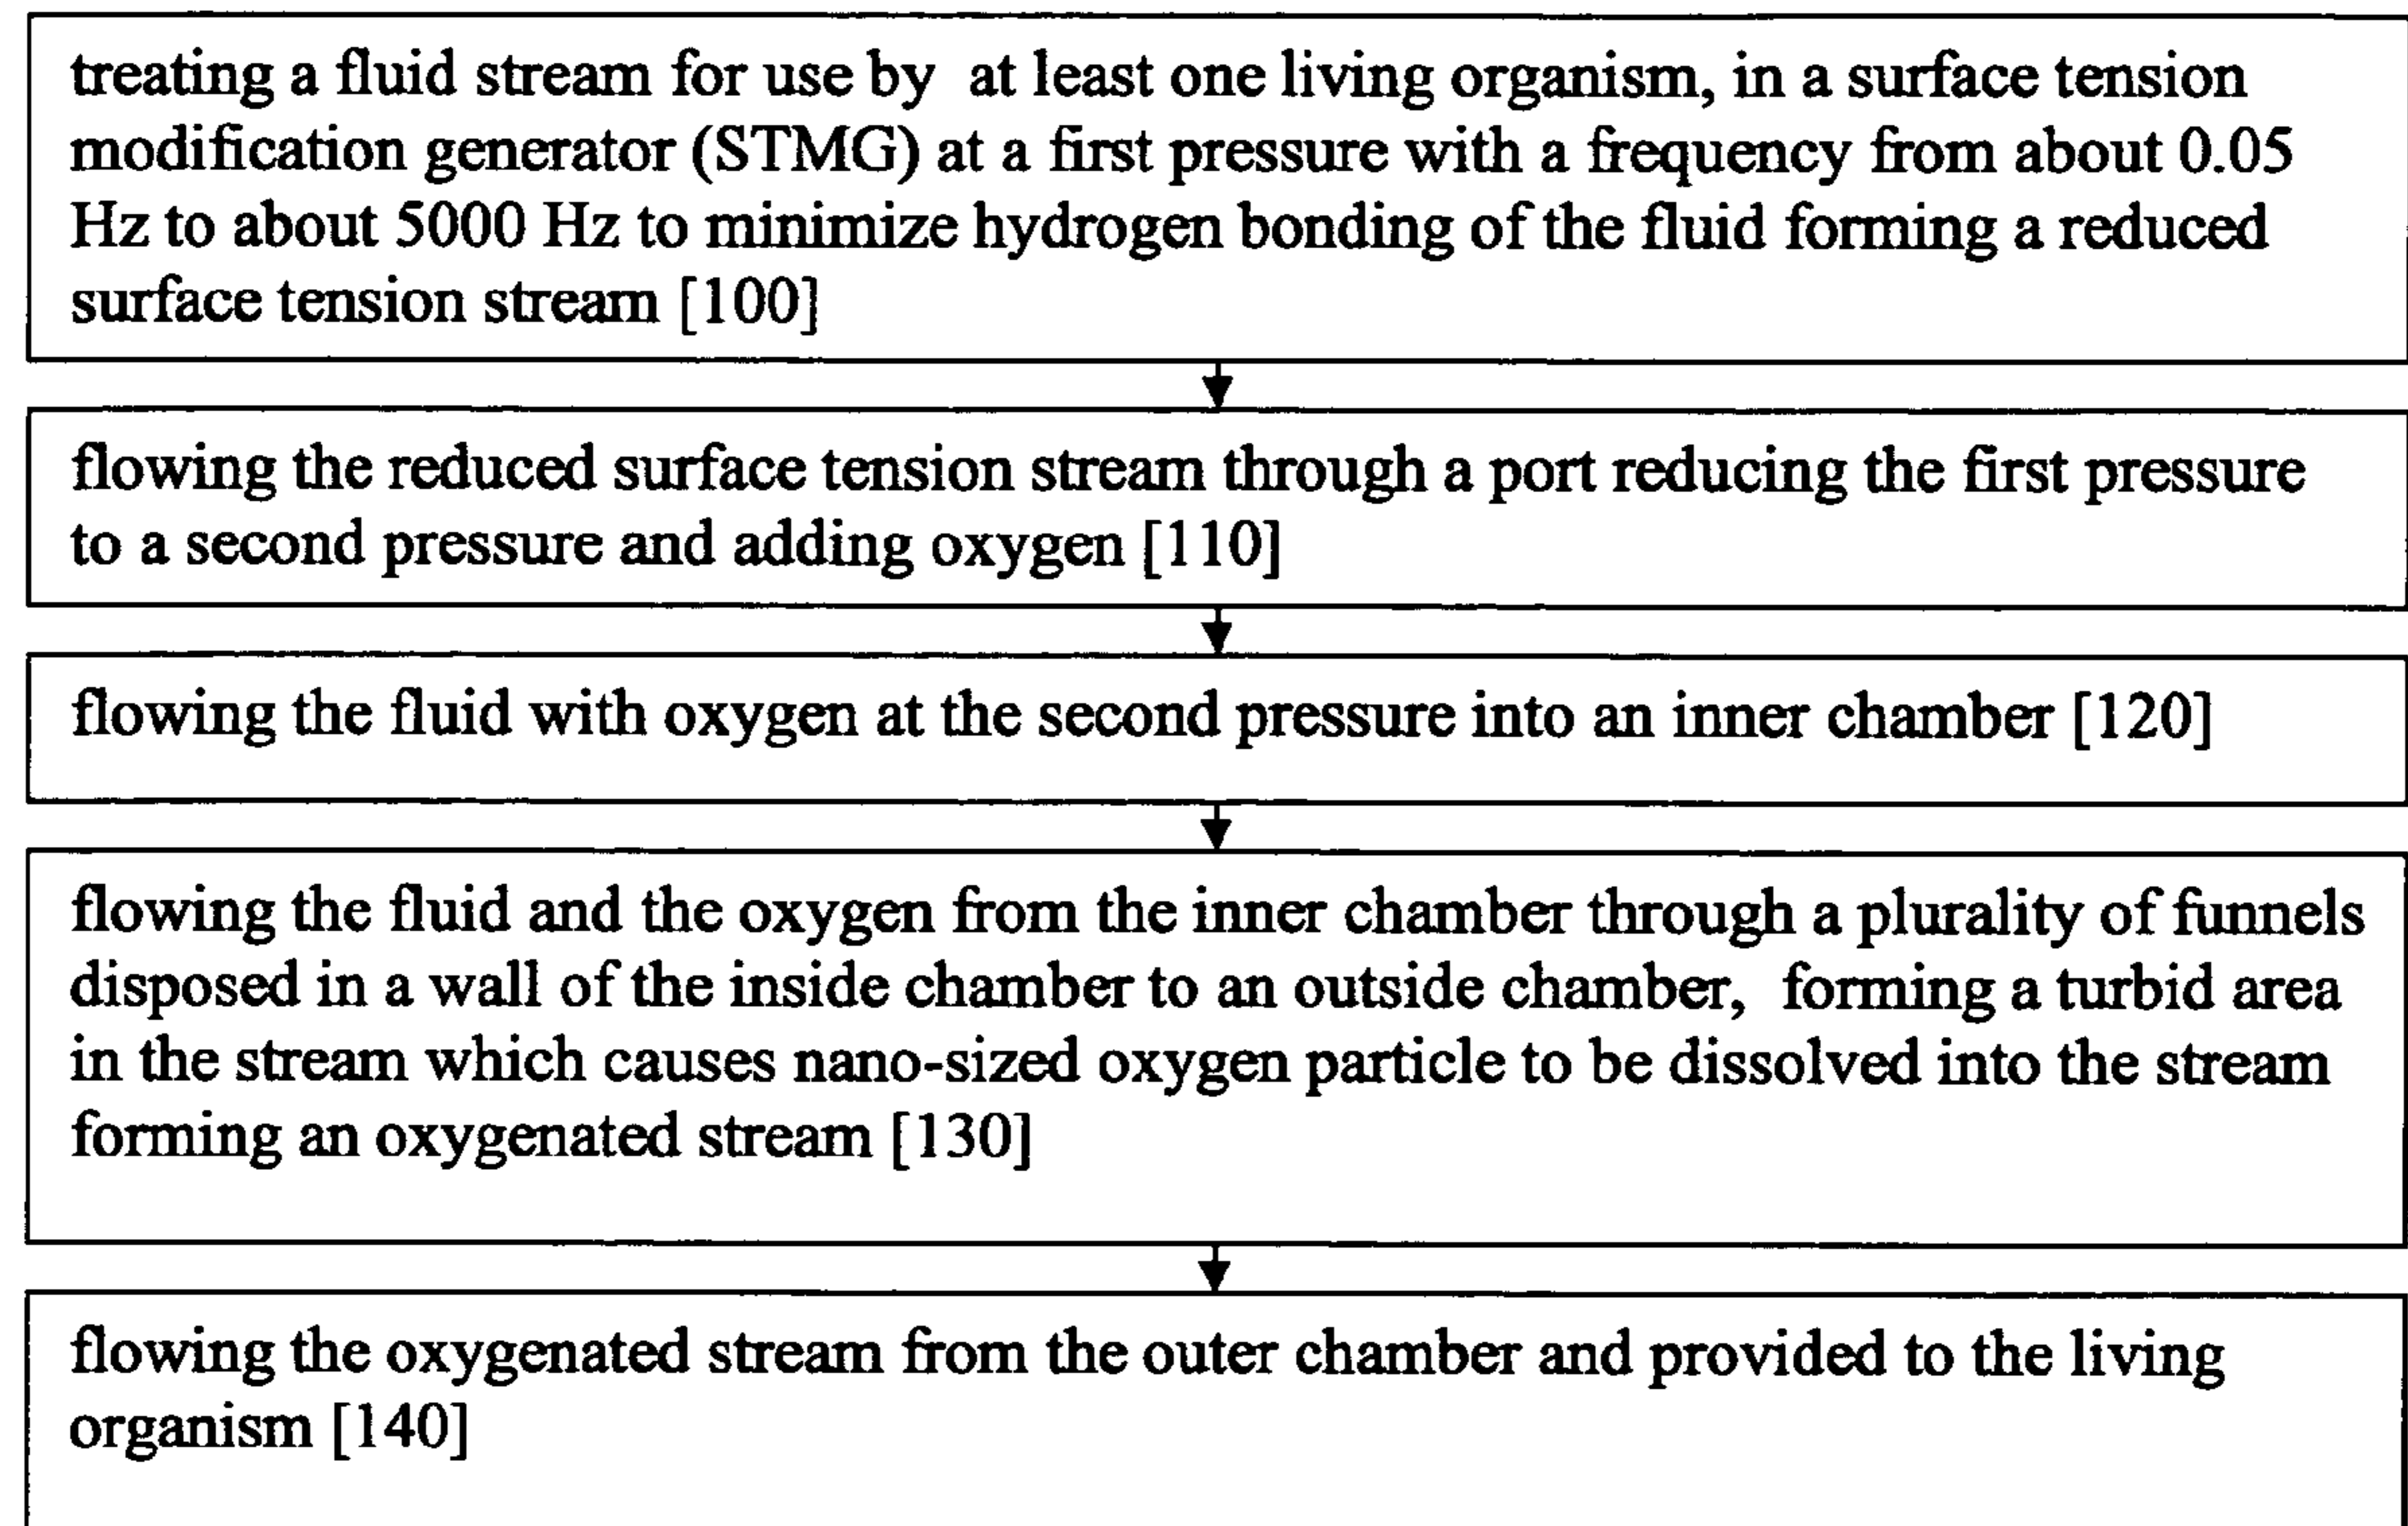 treating a fluid stream for use by at least one living organism, in a surface tension
modification generator (STMG) at a first pressure with a frequency from about 0.05
Hz to about 5000 Hz to minimize hydrogen bonding of the fluid forming a reduced
surface tension stream [100]
flowing the reduced surface tension stream through a port reducing the first pressure
to a second pressure and adding oxygen [110]
flowing the fluid with oxygen at the second pressure into an inner chamber [120]
flowing the fluid and the oxygen from the inner chamber through a plurality of funnels
disposed in a wall of the inside chamber to an outside chamber, forming a turbid area
in the stream which causes nano-sized oxygen particle to be dissolved into the stream
forming an oxygenated stream [130]
flowing the oxygenated stream from the outer chamber and provided to the living
organism [140]